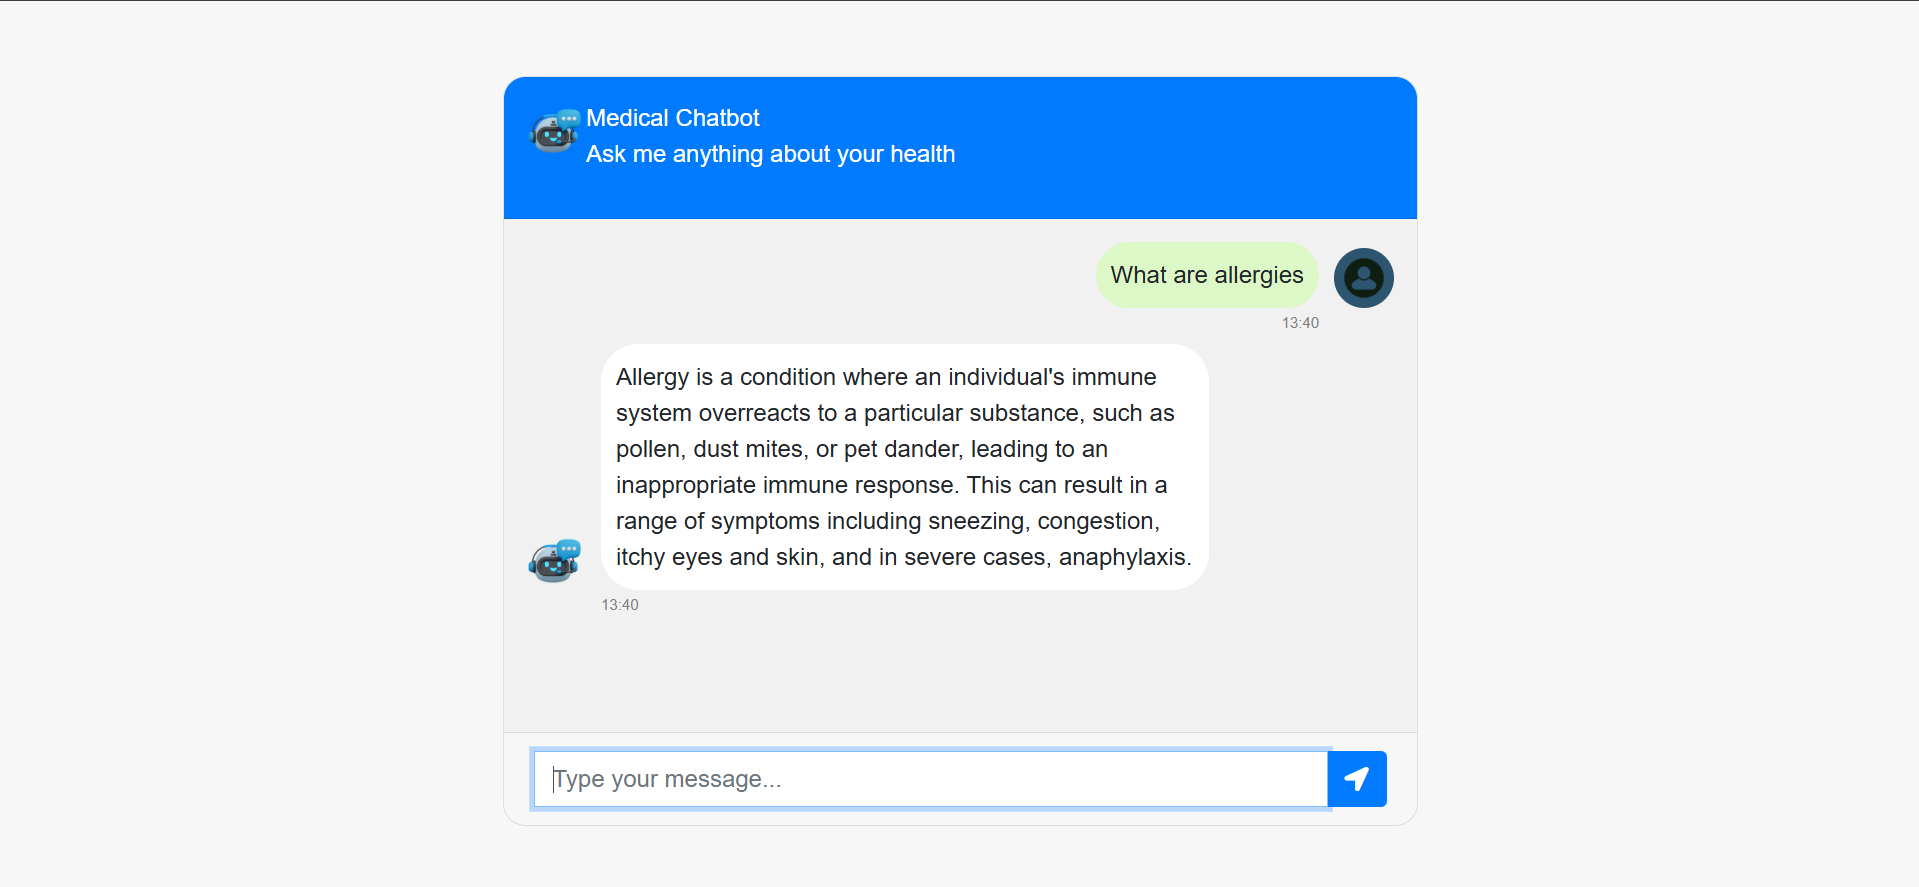 Medical Chatbot
Ask me anything about your health
What are allergies
13:40
Allergy is a condition where an individual's immune
system overreacts to a particular substance, such as
pollen, dust mites, or pet dander, leading to an
inappropriate immune response. This can result in a
range of symptoms including sneezing, congestion,
itchy eyes and skin, and in severe cases, anaphylaxis.
13:40
Type your message...